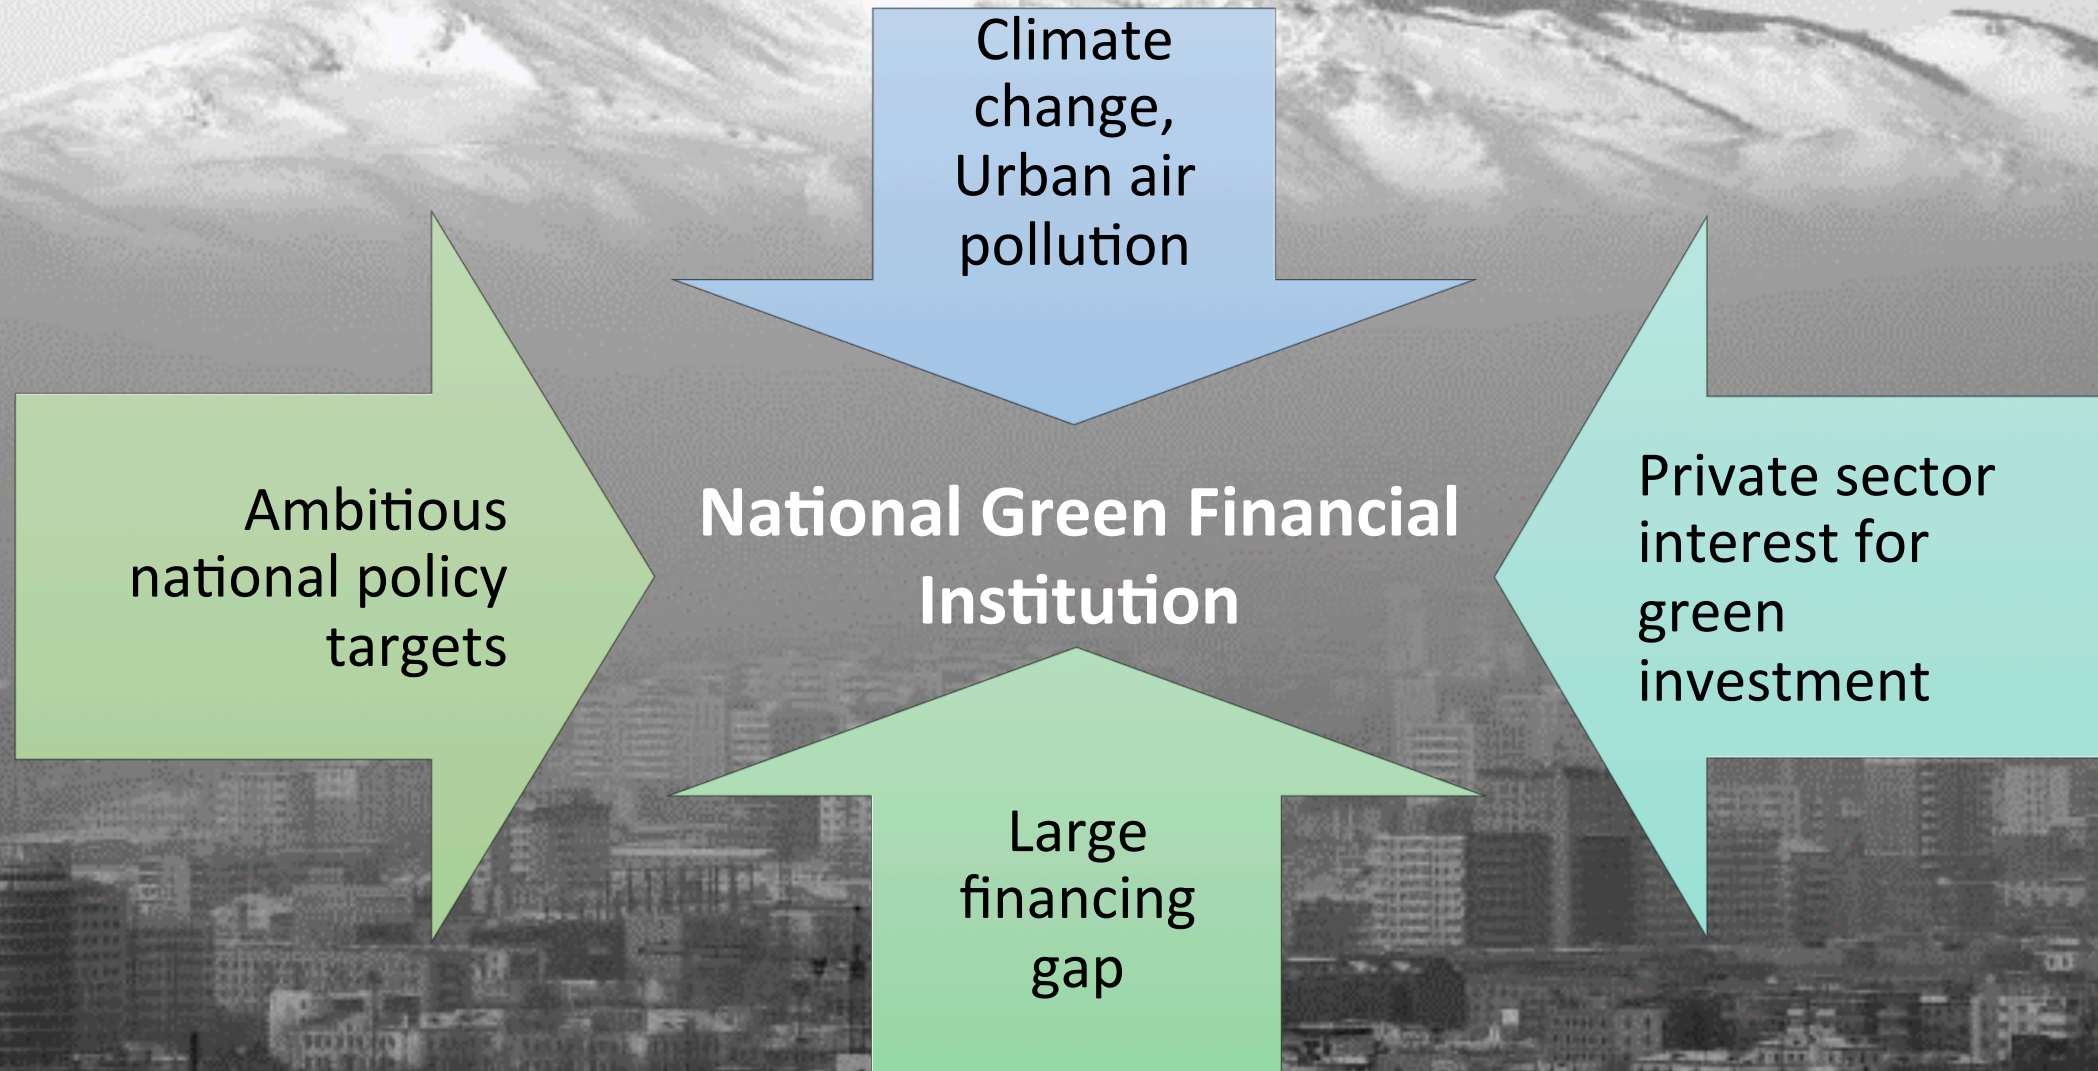 Climate
change,
Urban air
pollution
Ambitious
national policy
targets
National Green Financial
Institution
Private sector
interest for
green
investment
Large
financing
gap